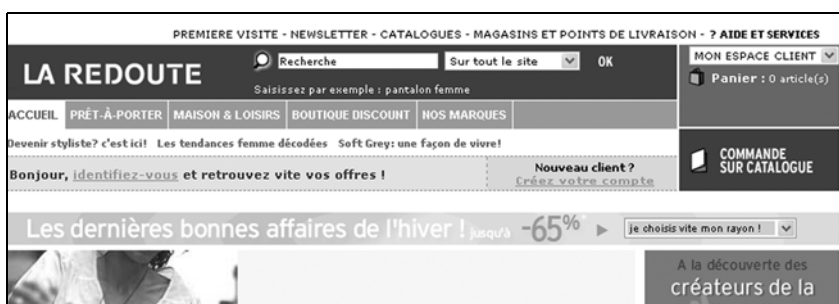 PREMIERE VISITE - NEWSLETTER - CATALOGUES - MAGASINS ET POINTS DE LIVRAISON - ? AIDE ET SERVICES
LA REDOUTE
Recherche
Sur tout le site
OK
Saisissez par exemple : pantalon femme
MON ESPACE CLIENT
Panier : 0 article(s)
ACCUEIL PRÊT-À-PORTER MAISON & LOISIRS BOUTIQUE DISCOUNT NOS MARQUES
Devenir styliste? c'est ici! Les tendances femme décodées Soft Grey: une façon de vivre!
Bonjour, identifiez-vous et retrouvez vite vos offres !
Nouveau client ?
Créez votre compte
COMMANDE
SUR CATALOGUE
Les dernières bonnes affaires de l'hiver ! jusqu'à -65%*
je choisis vite mon rayon !
A la découverte des
créateurs de la